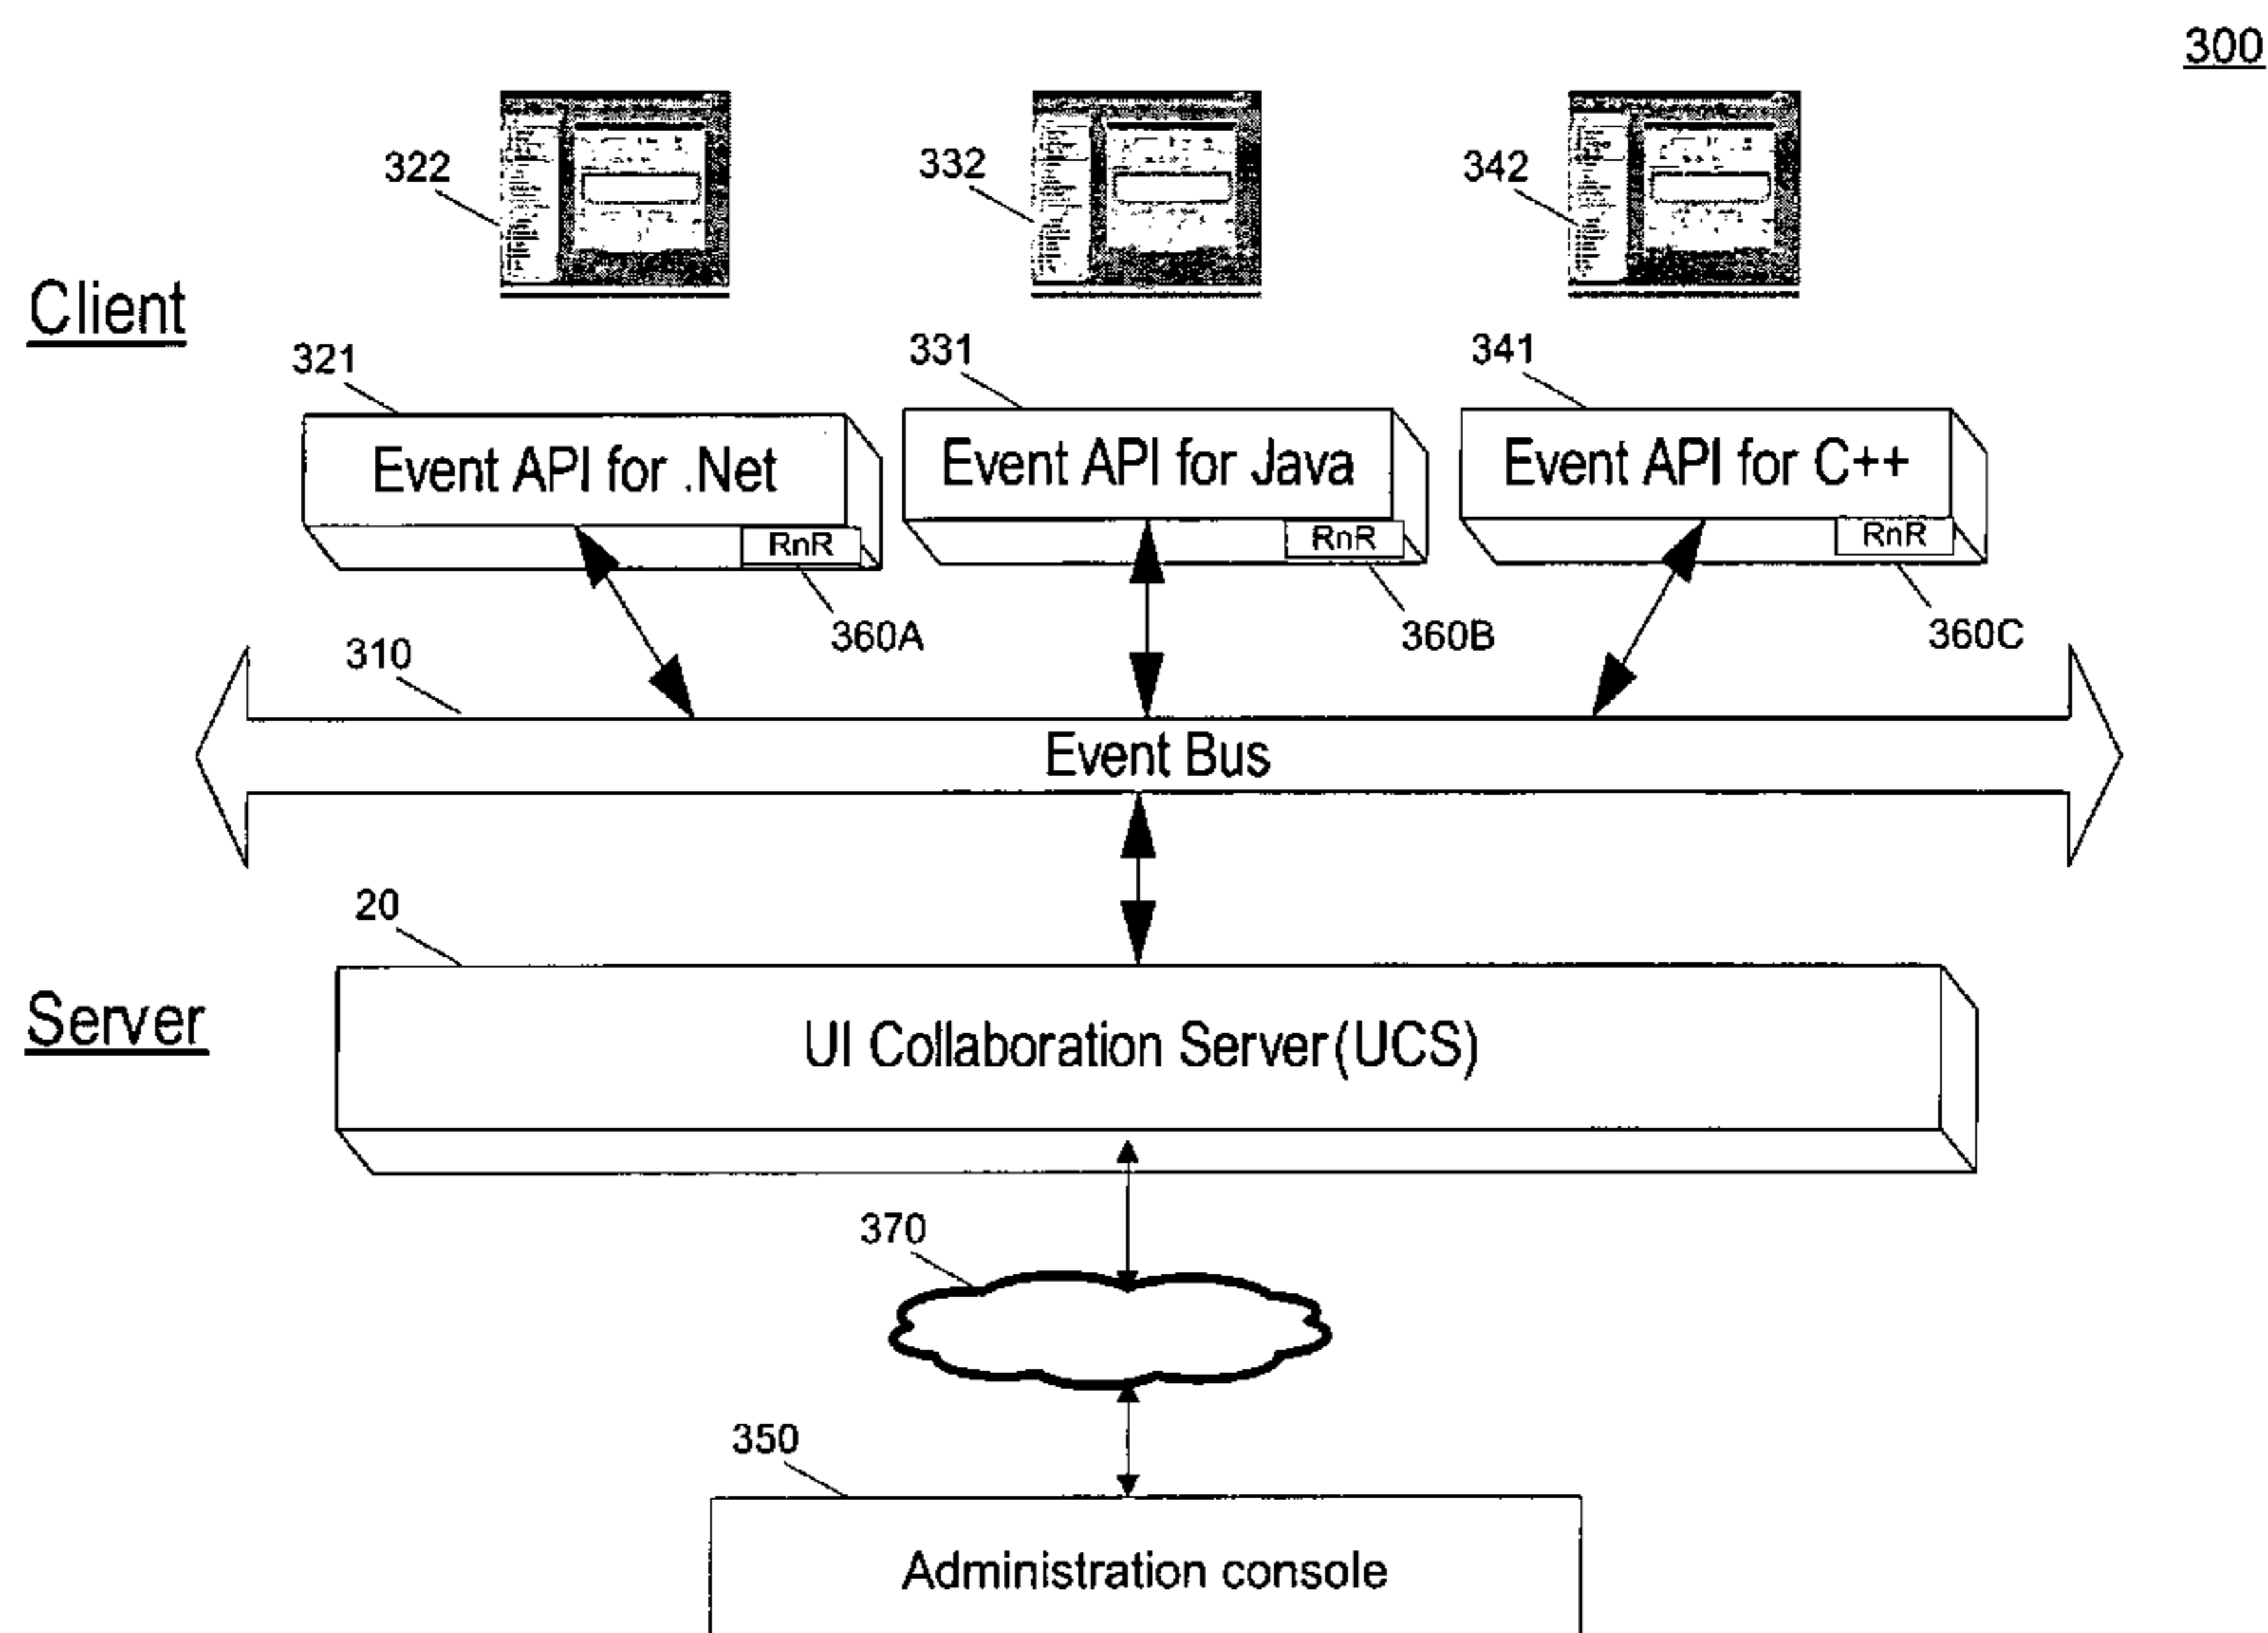 300
322
332
342
Client
321
331
341
Event API for .Net
Event API for Java
Event API for C++
RnR
RnR
RnR
360A
360B
360C
310
Event Bus
20
Server
UI Collaboration Server(UCS)
370
350
Administration console